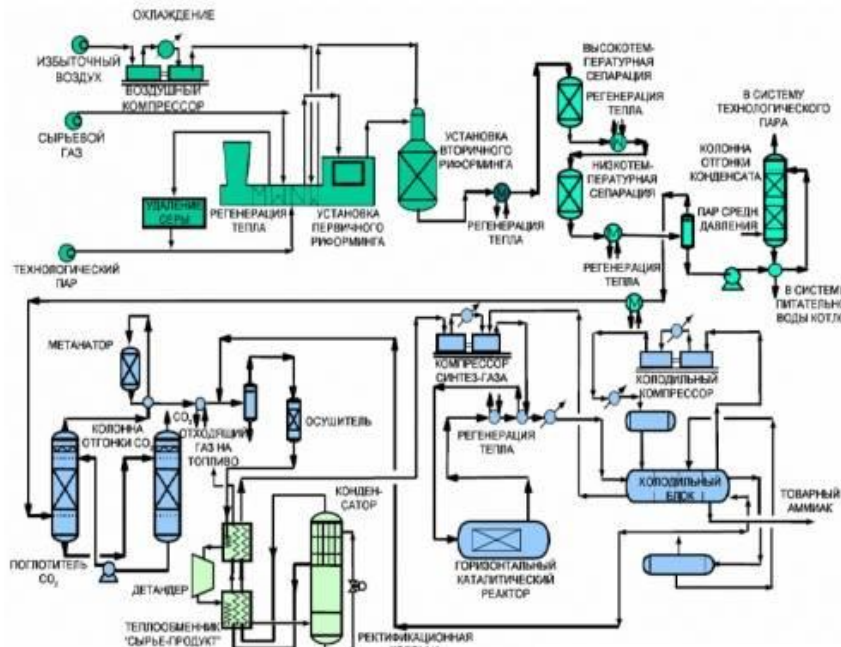 ОХЛАЖДЕНИЕ
ИЗБЫТОЧНЫЙ
ВОЗДУХ
ВОЗДУШНЫЙ
КОМПРЕССОР
СЫРЬЕВОЙ
ГАЗ
УДАЛЕНИЕ
СЕРЫ
РЕГЕНЕРАЦИЯ
ТЕПЛА
УСТАНОВКА
ПЕРВИЧНОГО
РИФОРМИНГА
ТЕХНОЛОГИЧЕСКИЙ
ПАР
УСТАНОВКА
ВТОРИЧНОГО
РИФОРМИНГА
РЕГЕНЕРАЦИЯ
ТЕПЛА
ВЫСОКОТЕМ-
ПЕРАТУРНАЯ
СЕПАРАЦИЯ
РЕГЕНЕРАЦИЯ
ТЕПЛА
НИЗКОТЕМ-
ПЕРАТУРНАЯ
СЕПАРАЦИЯ
РЕГЕНЕРАЦИЯ
ТЕПЛА
В СИСТЕМУ
ТЕХНОЛОГИЧЕСКОГО
ПАРА
КОЛОННА
ОТГОНКИ
КОНДЕНСАТА
ПАР СРЕДН.
ДАВЛЕНИЯ
В СИСТЕМ
ПИТАТЕЛЬНО
ВОДЫ КОТЛ
МЕТАНАТОР
КОЛОННА
ОТГОНКИ CO
CO₂
ОТХОДЯЩИЙ
ГАЗ НА
ТОПЛИВО
ОСУШИТЕЛЬ
ПОГЛОТИТЕЛЬ
CO₂
ДЕТАНДЕР
ТЕПЛООБМЕННИК
"СЫРЬЕ-ПРОДУКТ"
КОНДЕН-
САТОР
РЕКТИФИКАЦИОННАЯ
КОМПРЕССОР
СИНТЕЗ-ГАЗА
РЕГЕНЕРАЦИЯ
ТЕПЛА
ГОРИЗОНТАЛЬНЫЙ
КАТАЛИТИЧЕСКИЙ
РЕАКТОР
ХОЛОДИЛЬНЫЙ
КОМПРЕССОР
ХОЛОДИЛЬНЫЙ
БЛОК
ТОВАРНЫЙ
АММИАК